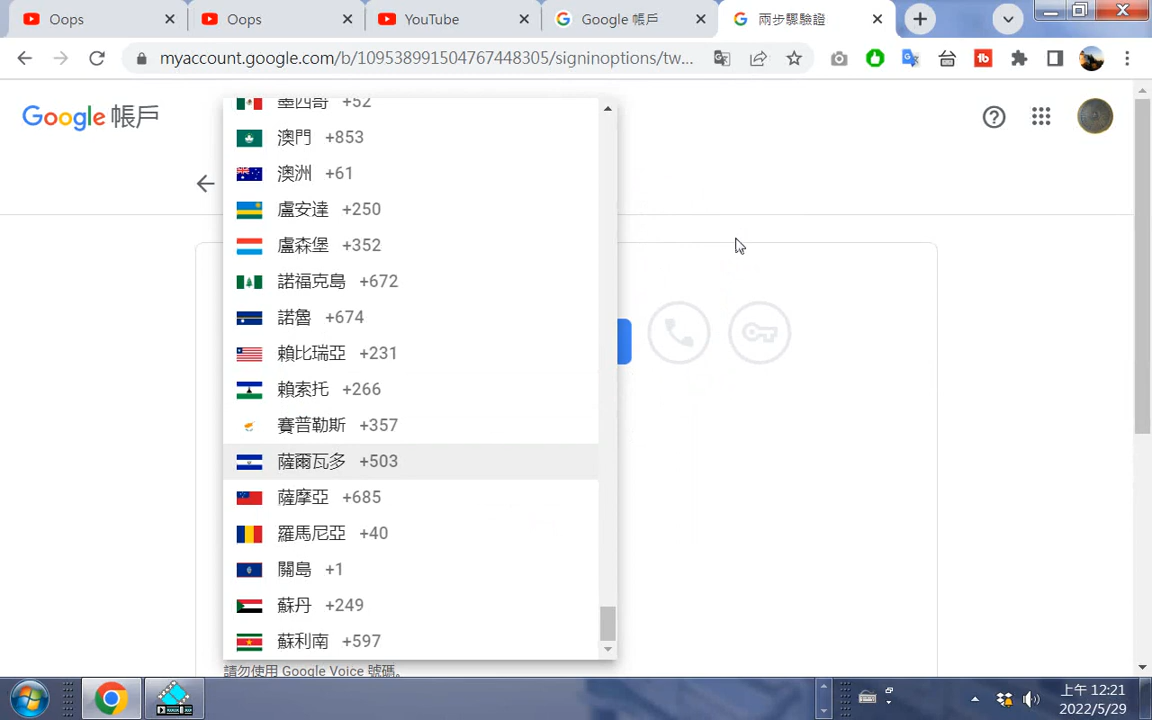 Oops
Oops
YouTube
Google 帳戶
兩步驟驗證
myaccount.google.com/b/109538991504767448305/signinoptions/tw...
Google 帳戶
墨西哥 +52
澳門 +853
澳洲 +61
盧安達 +250
盧森堡 +352
諾福克島 +672
諾魯 +674
賴比瑞亞 +231
賴索托 +266
賽普勒斯 +357
薩爾瓦多 +503
薩摩亞 +685
羅馬尼亞 +40
關島 +1
蘇丹 +249
蘇利南 +597
請勿使用 Google Voice 號碼。
上午 12:21
2022/5/29